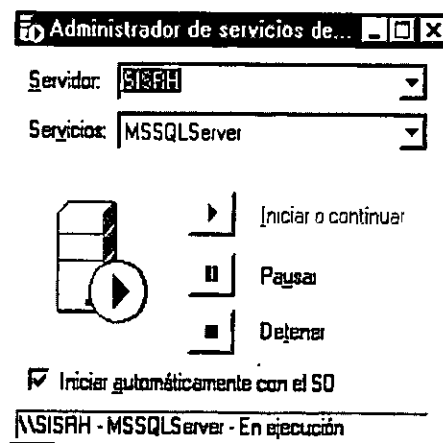 Administrador de servicios de...
Servidor: SISAH
Servicios: MSSQLServer
Iniciar o continuar
Pausar
Detener
Iniciar automáticamente con el SO
\\SISAH - MSSQLServer - En ejecución